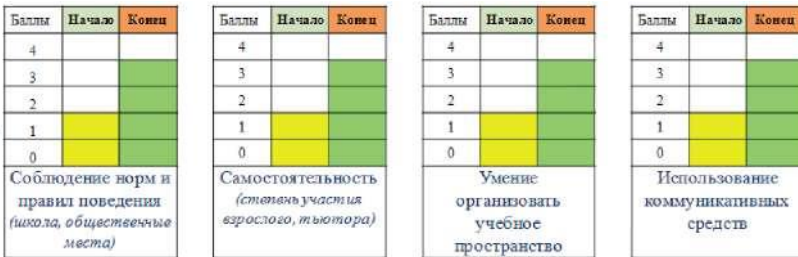 Баллы Начало Конец
4
3
2
1
0
Соблюдение норм и
правил поведения
(школа, общественные
места)
Баллы Начало Конец
4
3
2
1
0
Самостоятельность
(степень участия
взрослого, тьютора)
Баллы Начало Конец
4
3
2
1
0
Умение
организовать
учебное
пространство
Баллы Начало Конец
4
3
2
1
0
Использование
коммуникативных
средств